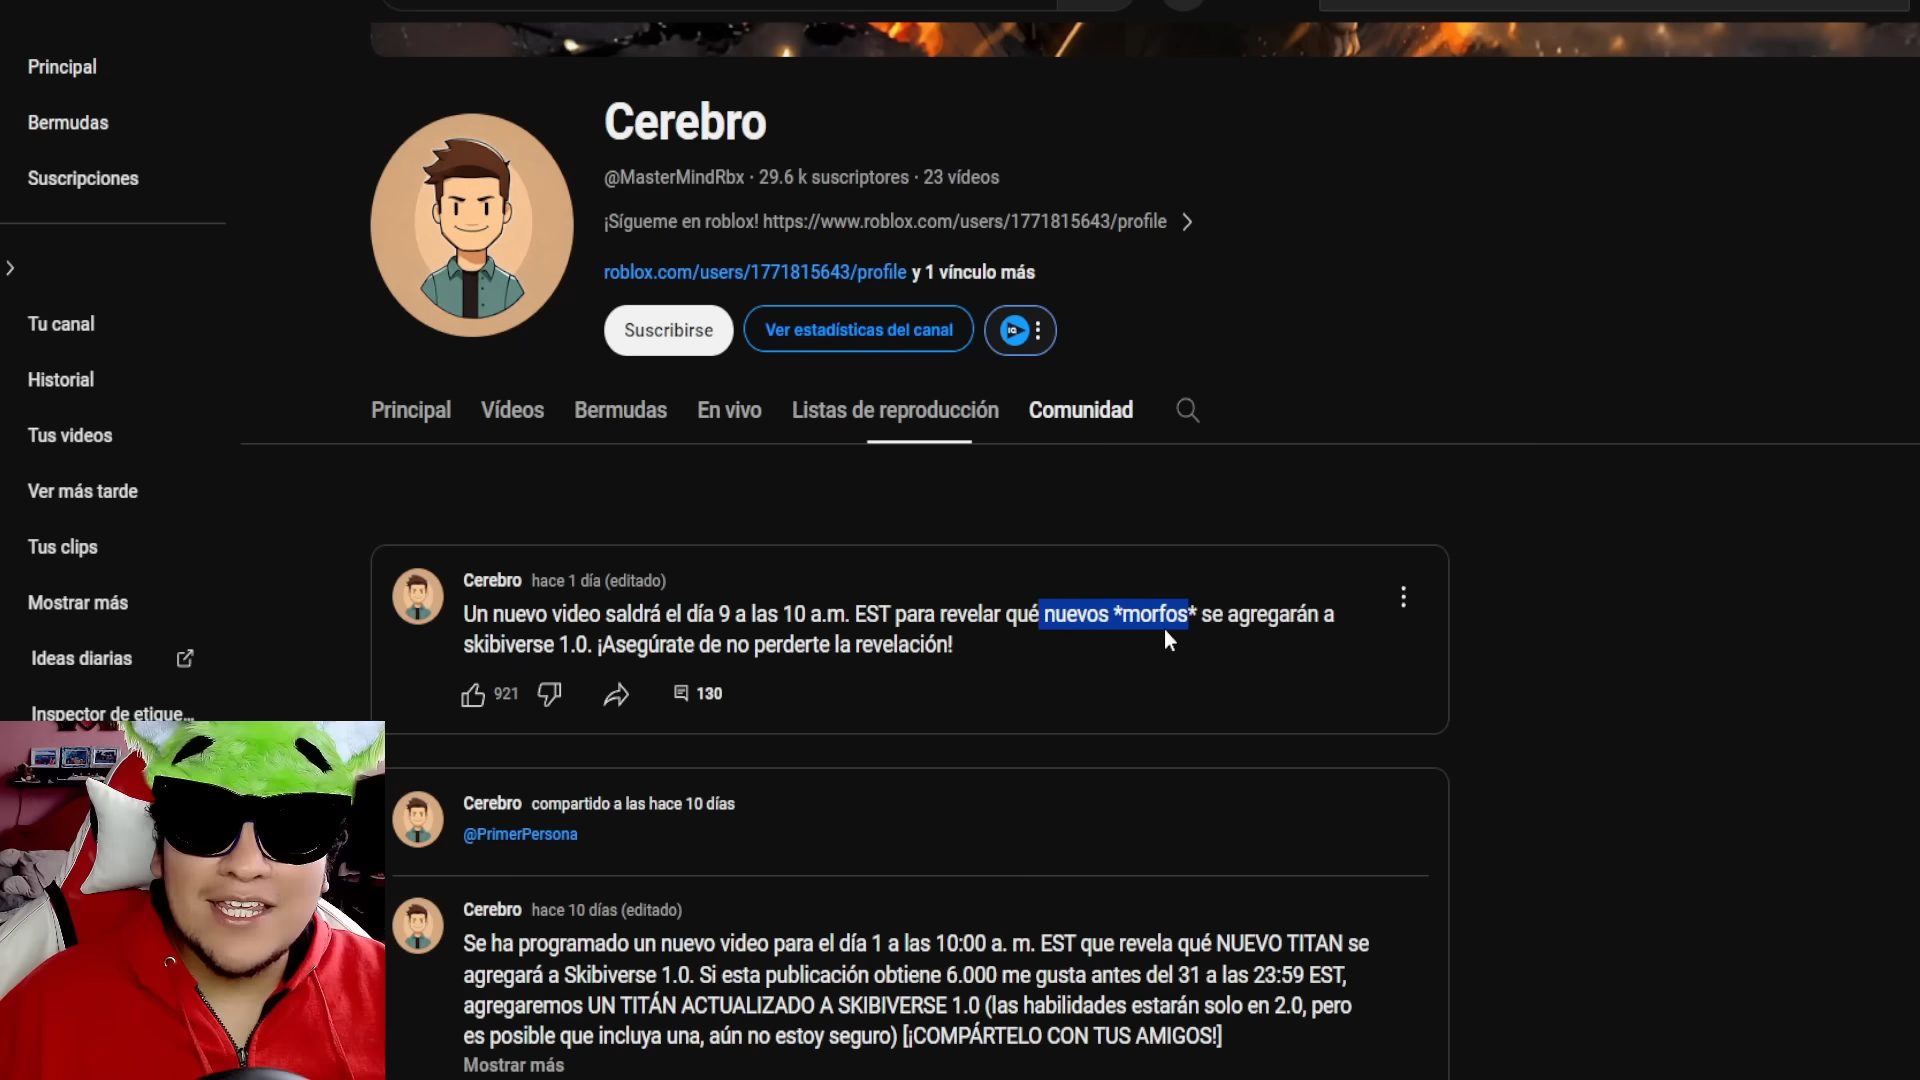 Principal
Bermudas
Suscripciones
Tu canal
Historial
Tus videos
Ver más tarde
Tus clips
Mostrar más
Ideas diarias
Inspector de etique...
Cerebro
@MasterMindRbx · 29.6 k suscriptores · 23 vídeos
¡Sígueme en roblox! https://www.roblox.com/users/1771815643/profile
roblox.com/users/1771815643/profile y 1 vínculo más
Suscribirse
Ver estadísticas del canal
IQ
Principal Vídeos Bermudas En vivo Listas de reproducción Comunidad
Cerebro hace 1 día (editado)
Un nuevo video saldrá el día 9 a las 10 a.m. EST para revelar qué nuevos *morfos* se agregarán a
skibiverse 1.0. ¡Asegúrate de no perderte la revelación!
921 130
Cerebro compartido a las hace 10 días
@PrimerPersona
Cerebro hace 10 días (editado)
Se ha programado un nuevo video para el día 1 a las 10:00 a. m. EST que revela qué NUEVO TITAN se
agregará a Skibiverse 1.0. Si esta publicación obtiene 6.000 me gusta antes del 31 a las 23:59 EST,
agregaremos UN TITÁN ACTUALIZADO A SKIBIVERSE 1.0 (las habilidades estarán solo en 2.0, pero
es posible que incluya una, aún no estoy seguro) [¡COMPÁRTELO CON TUS AMIGOS!]
Mostrar más